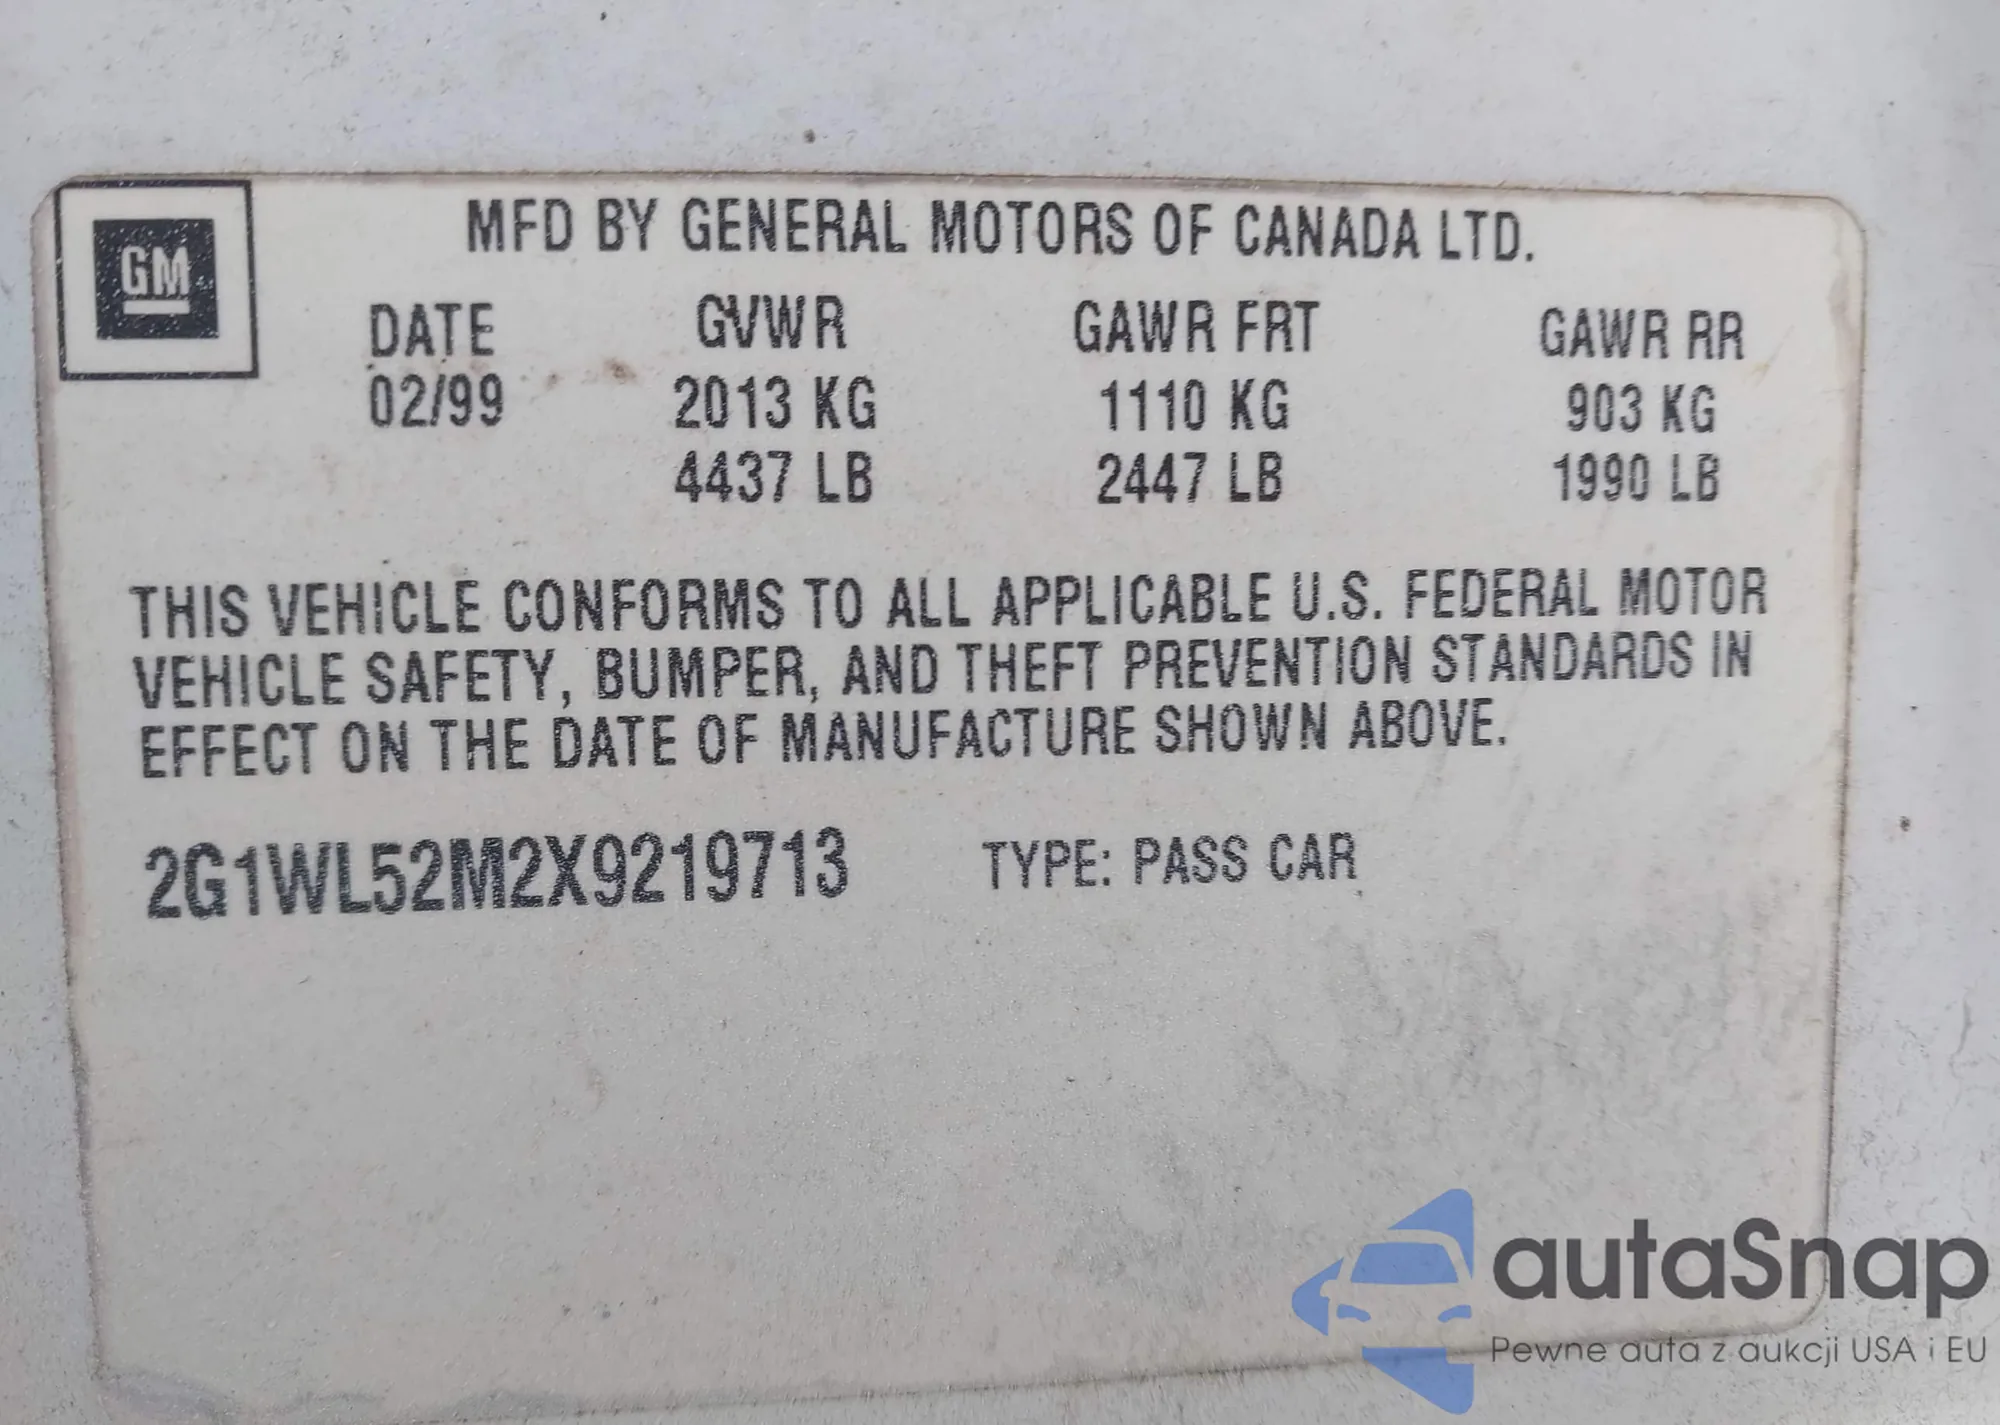 GM
MFD BY GENERAL MOTORS OF CANADA LTD.
DATE GVWR GAWR FRT GAWR RR
02/99 2013 KG 1110 KG 903 KG
4437 LB 2447 LB 1990 LB
THIS VEHICLE CONFORMS TO ALL APPLICABLE U.S. FEDERAL MOTOR
VEHICLE SAFETY, BUMPER, AND THEFT PREVENTION STANDARDS IN
EFFECT ON THE DATE OF MANUFACTURE SHOWN ABOVE.
2G1WL52M2X9219713 TYPE: PASS CAR
autaSnap
Pewne auta z aukcji USA i EU